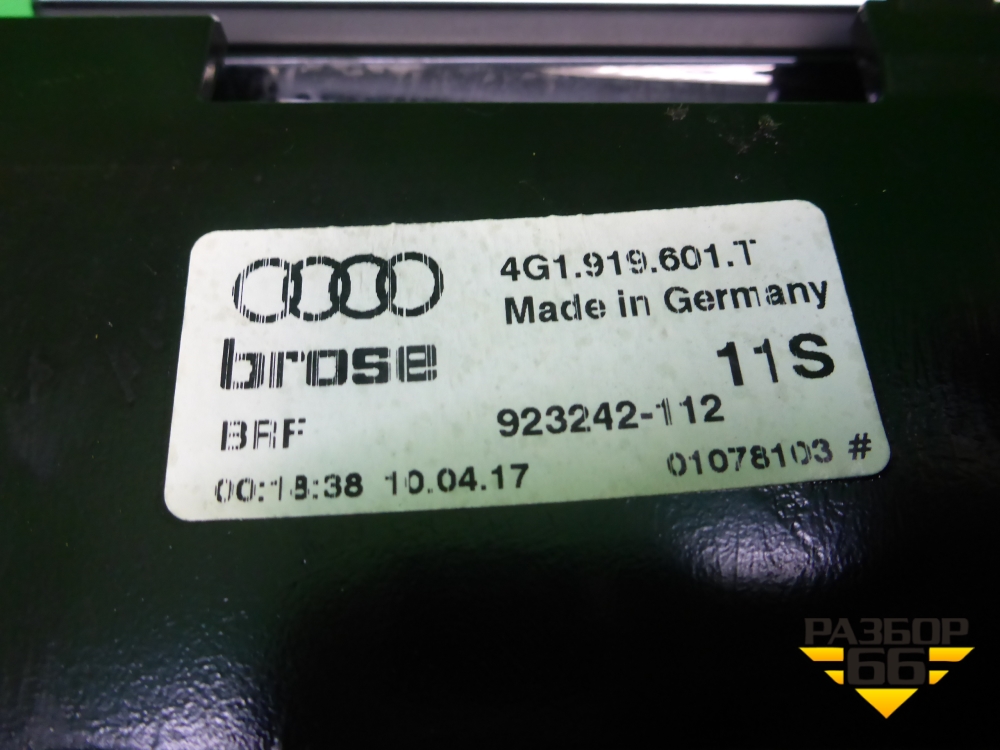 4G1.919.601.T
Made in Germany
brose
11S
BRF
923242-112
00:18:38 10.04.17
01078103 #
РАЗБОР
66